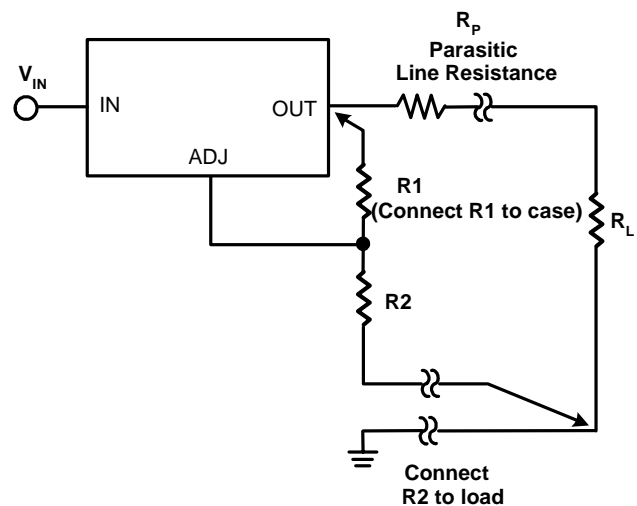 R_P
Parasitic
Line Resistance
V_IN
IN
OUT
ADJ
R1
(Connect R1 to case)
R_L
R2
Connect
R2 to load